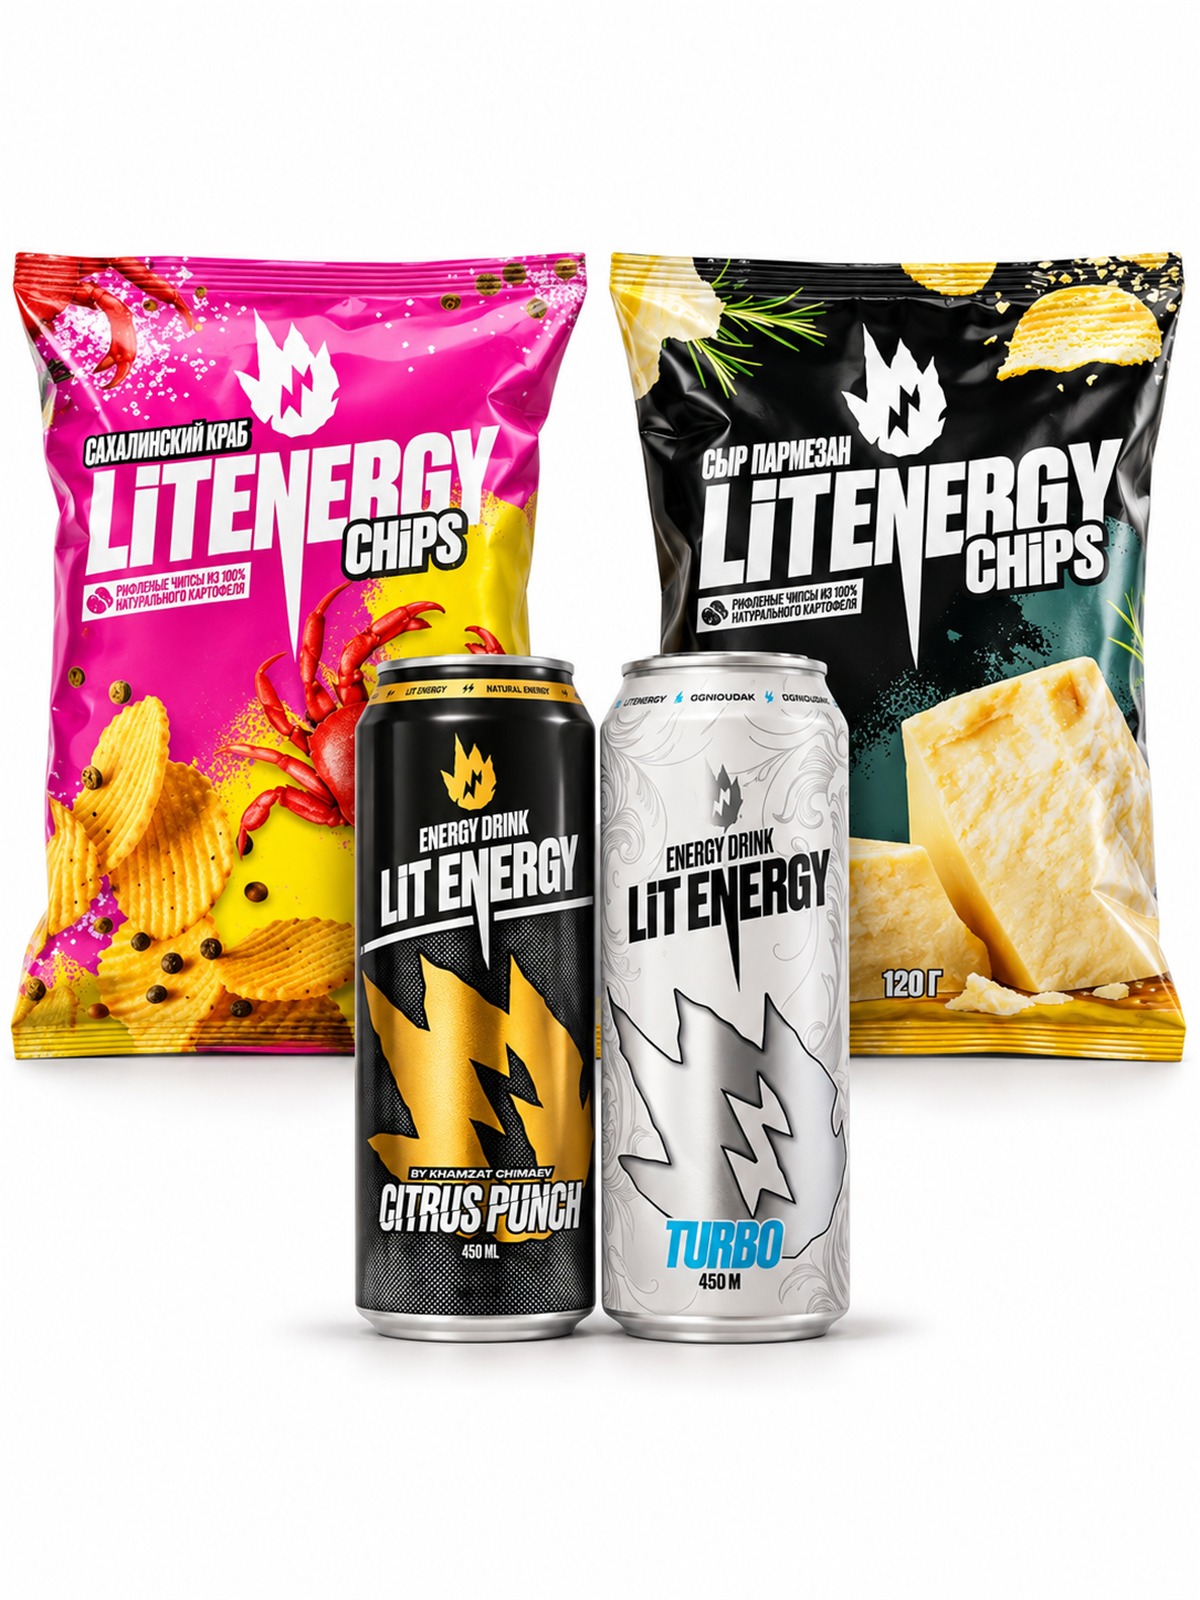 САХАЛИНСКИЙ КРАБ
LiTENERGY
CHiPS
РИФЛЕНЫЕ ЧИПСЫ ИЗ 100%
НАТУРАЛЬНОГО КАРТОФЕЛЯ
СЫР ПАРМЕЗАН
LiTENERGY
CHiPS
РИФЛЕНЫЕ ЧИПСЫ ИЗ 100%
НАТУРАЛЬНОГО КАРТОФЕЛЯ
120 Г
LIT ENERGY NATURAL ENERGY
ENERGY DRINK
LiT ENERGY
BY KHAMZAT CHIMAEV
CITRUS PUNCH
450 ML
LITENERGY OGNIOUDAK OGNIOUDAK
ENERGY DRINK
LiT ENERGY
TURBO
450 M